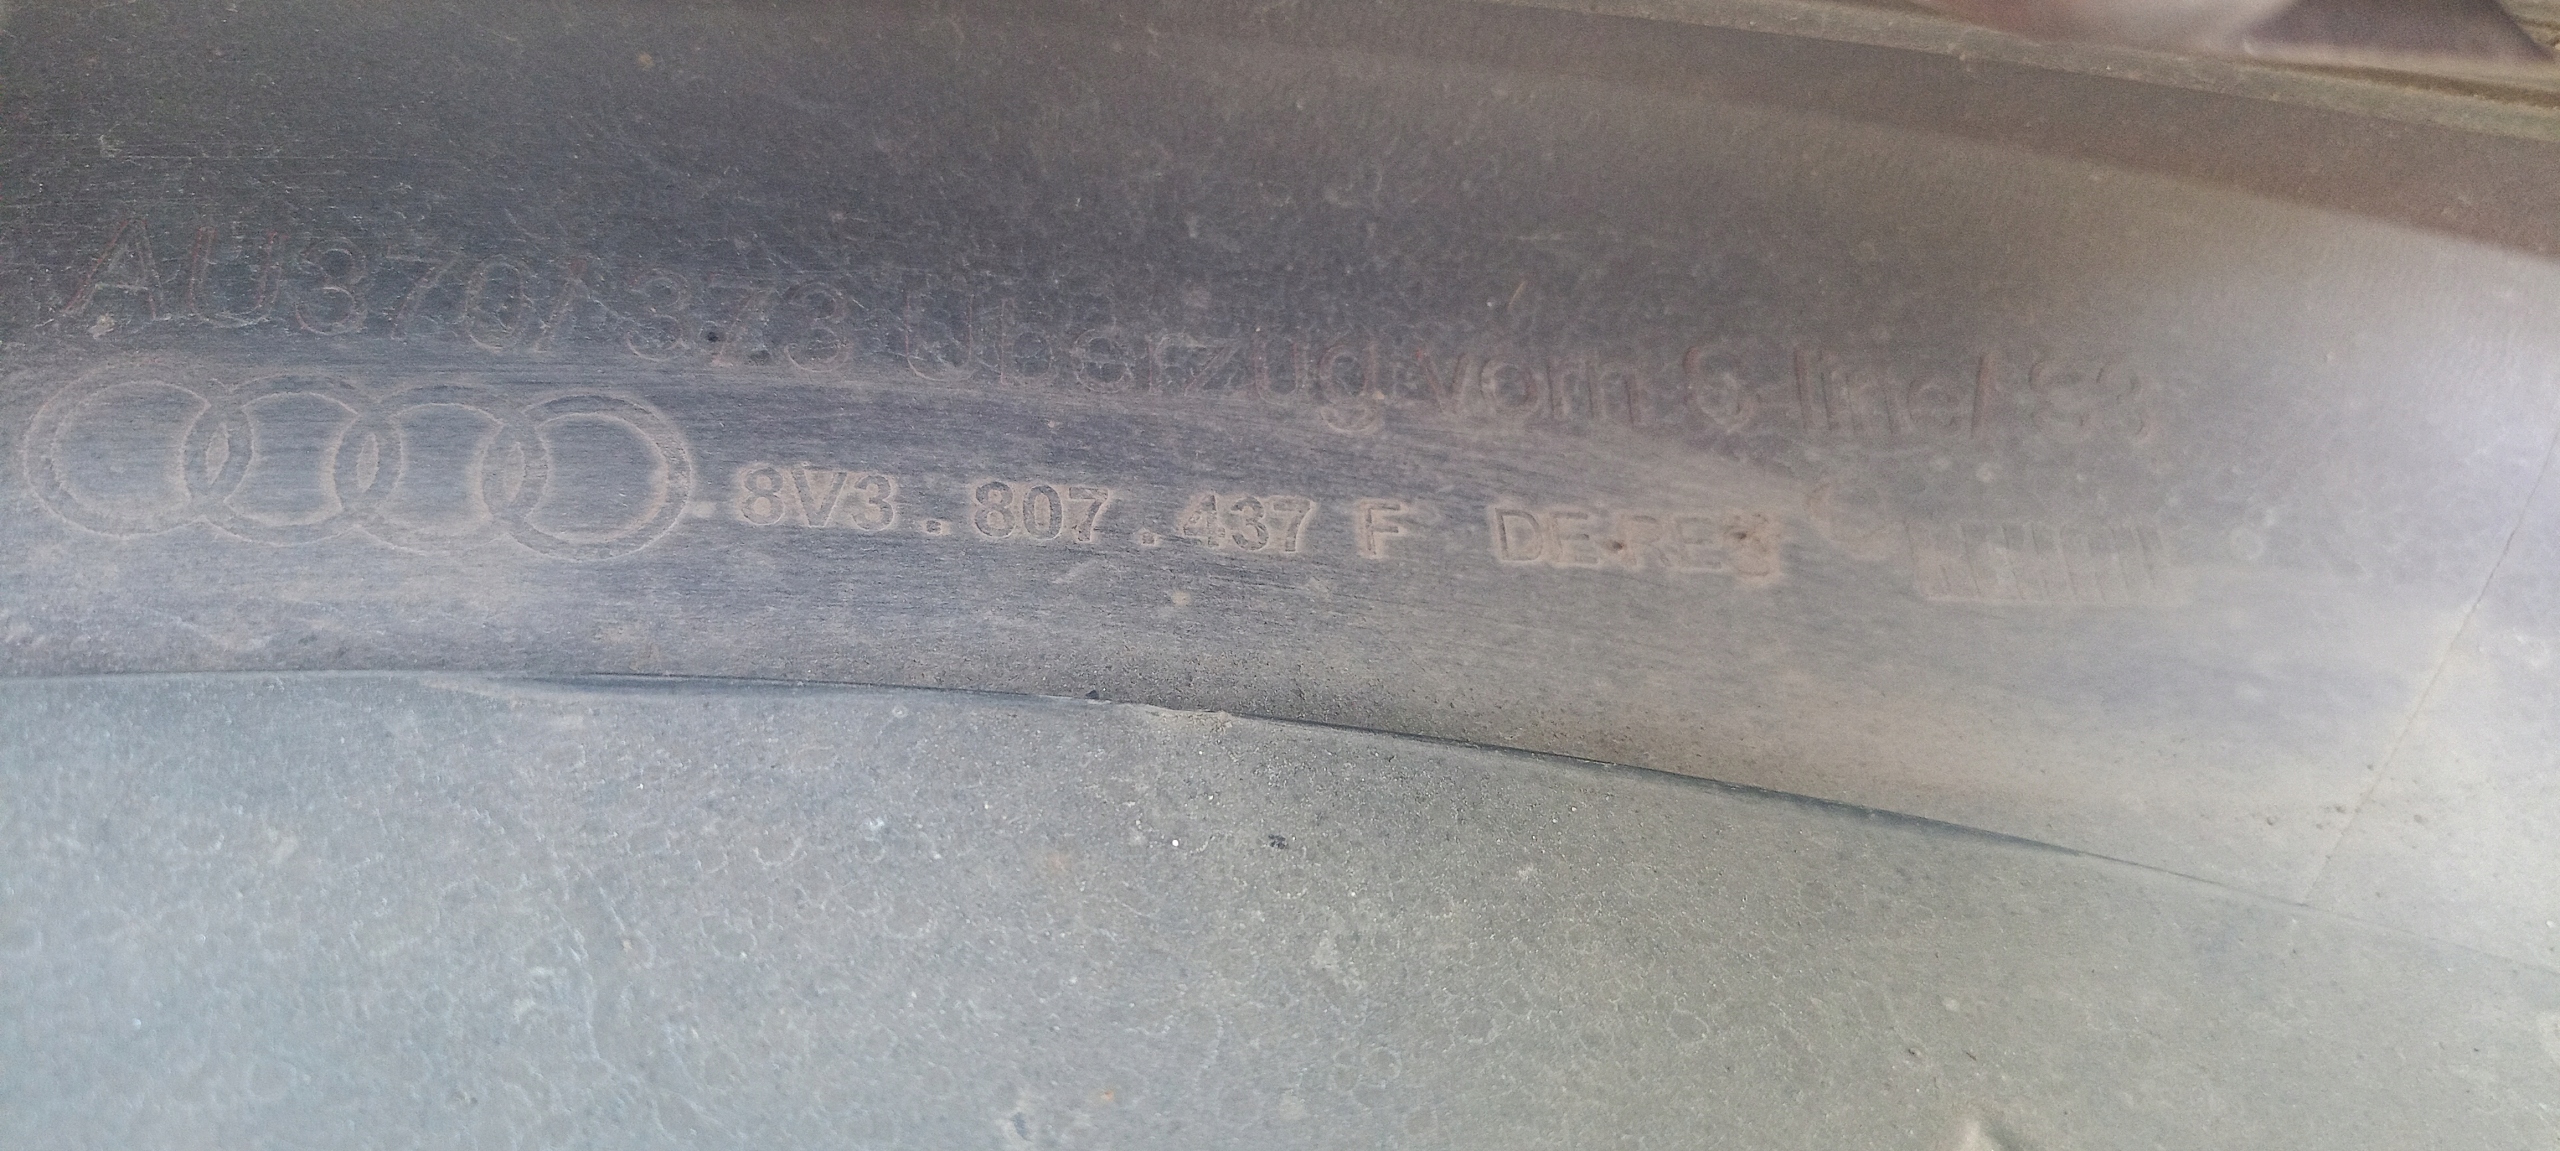 AU370/373 Überzug vorn S-line/ S3
8V3.807.437 F DE.RE3